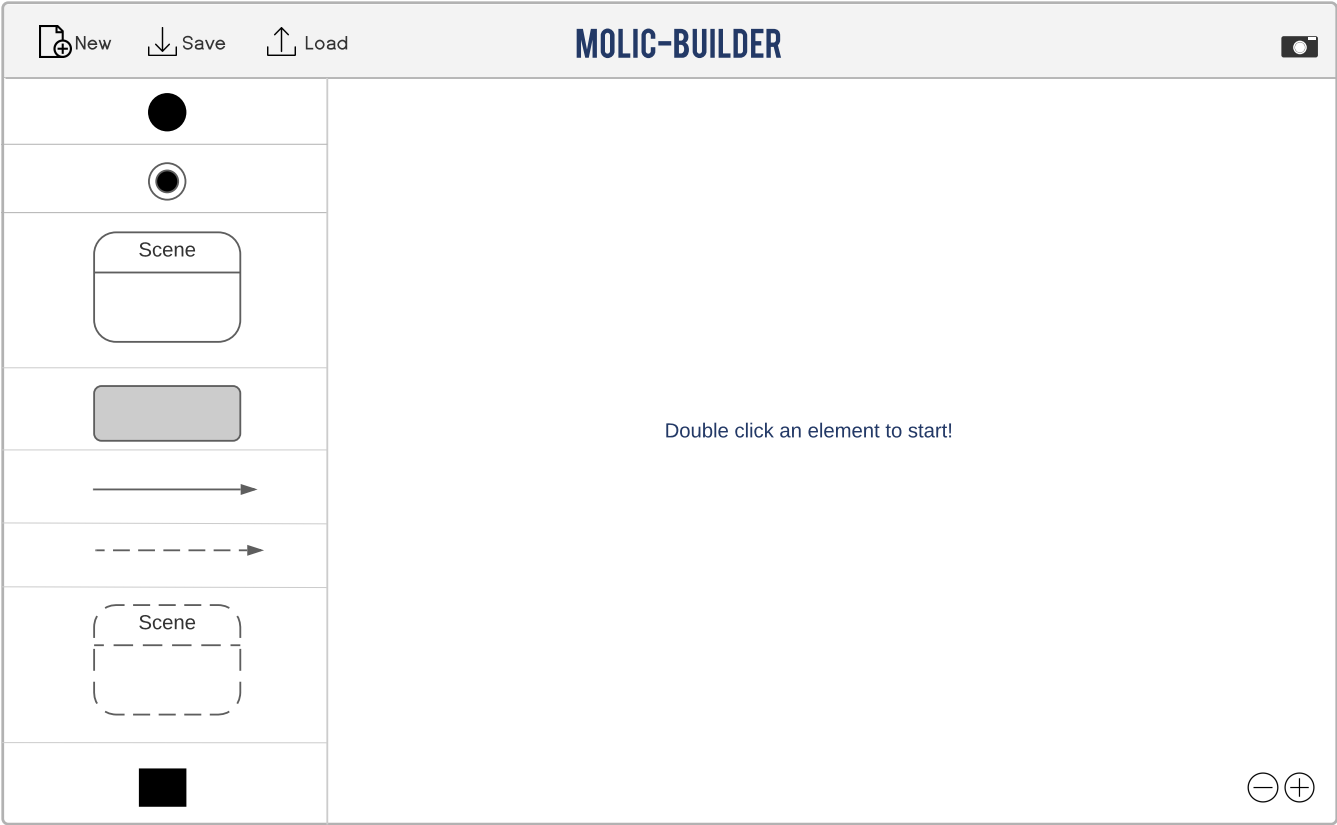 New
Save
Load
MOLIC-BUILDER
Scene
Double click an element to start!
Scene